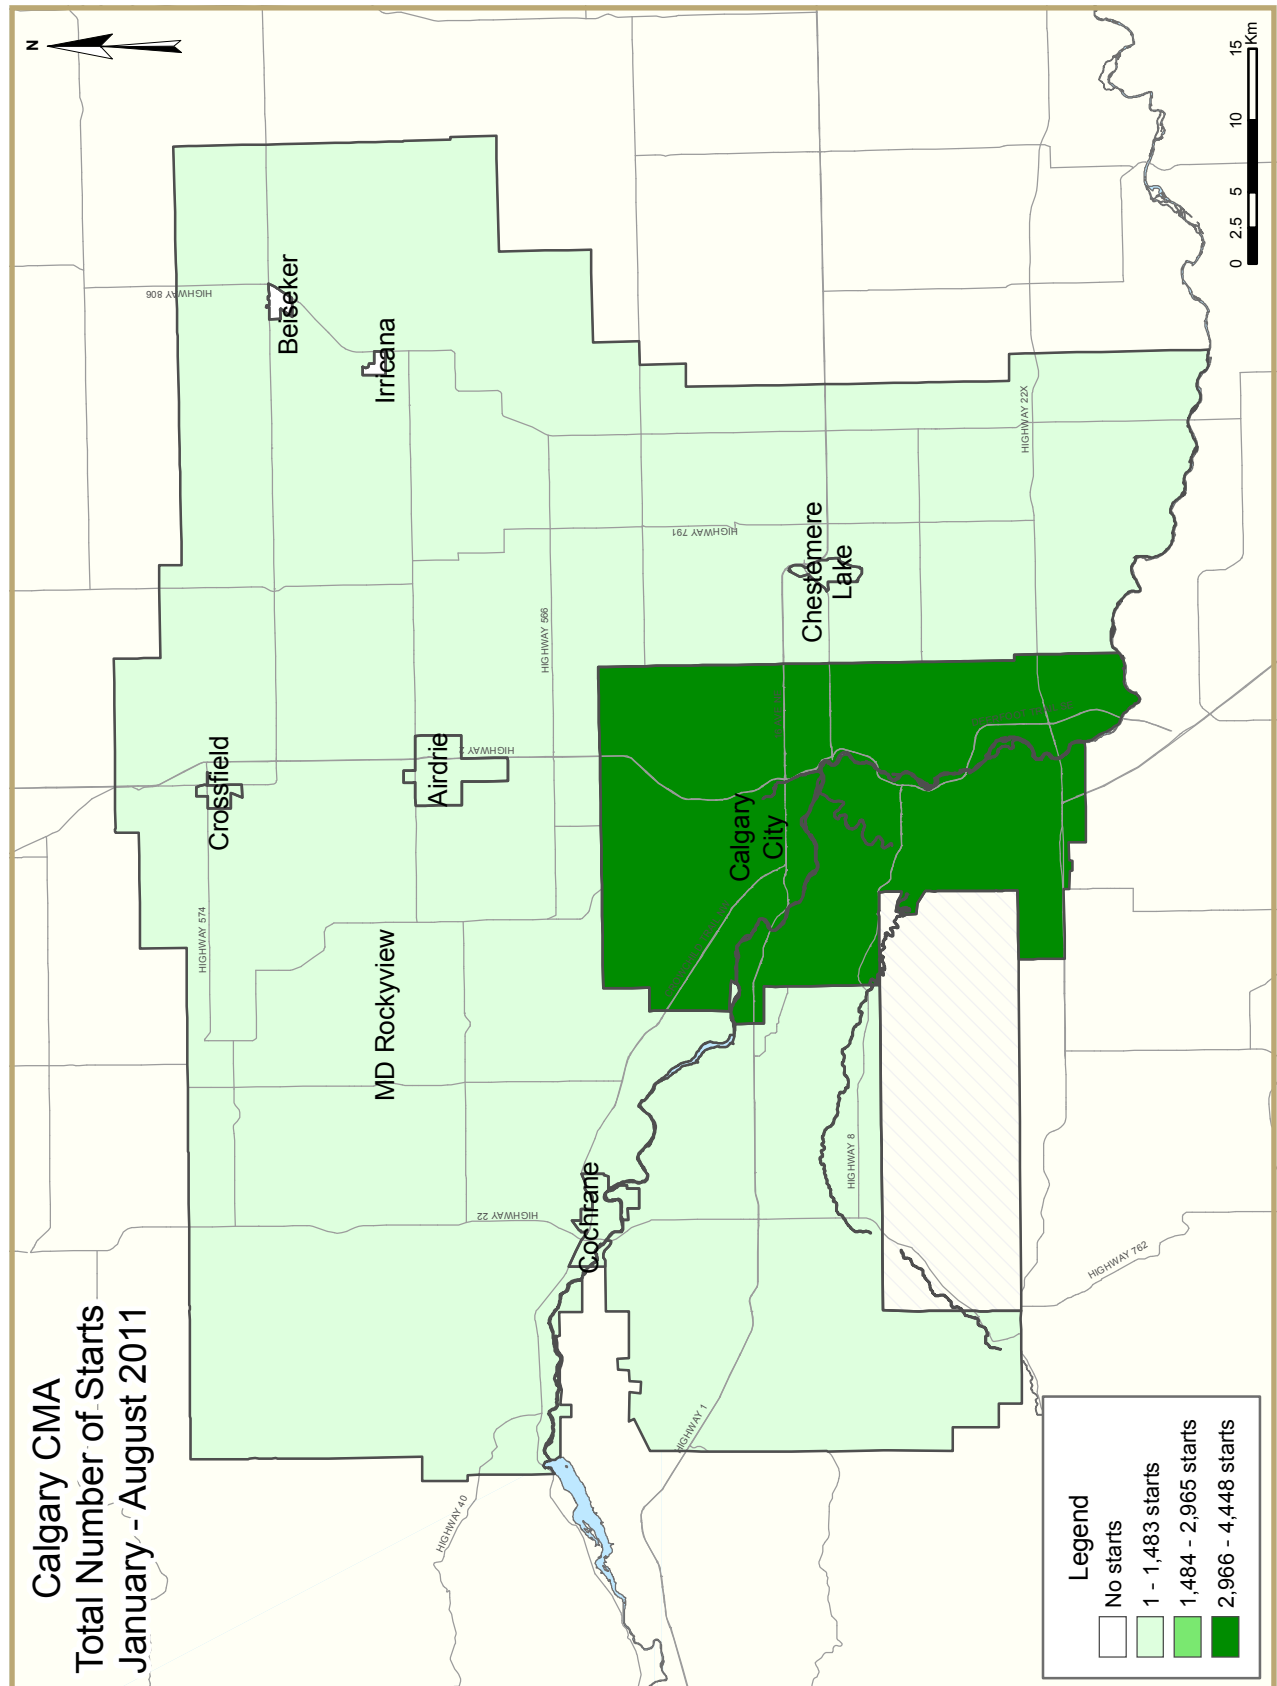 Calgary CMA
Total Number of Starts
January - August 2011
N
HIGHWAY 806
Beiseker
Irricana
HIGHWAY 22X
HIGHWAY 791
Chestemere
Lake
HIGHWAY 566
Crossfield
Airdrie
HIGHWAY 2
Calgary
City
HIGHWAY 574
MD Rockyview
HIGHWAY 8
Cochrane
HIGHWAY 22
HIGHWAY 762
HIGHWAY 1
HIGHWAY 40
Legend
No starts
1 - 1,483 starts
1,484 - 2,965 starts
2,966 - 4,448 starts
0 2.5 5 10 15
Km